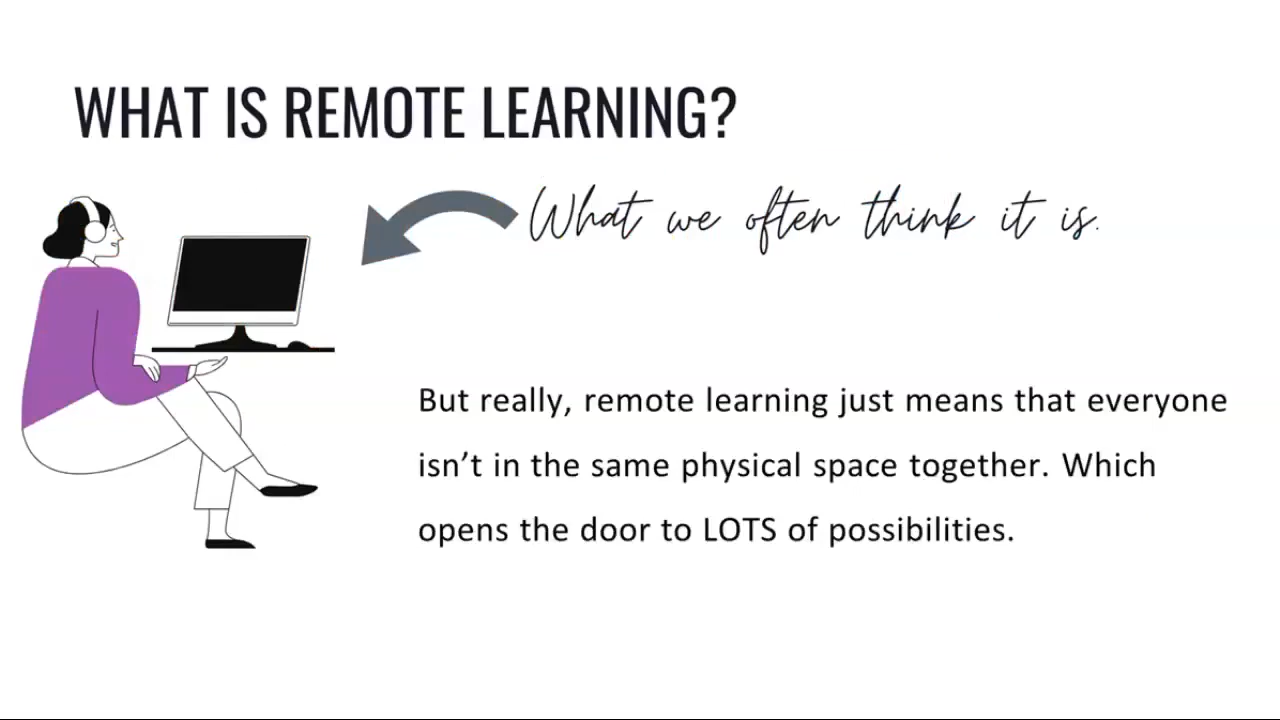 WHAT IS REMOTE LEARNING?
What we often think it is.
But really, remote learning just means that everyone
isn’t in the same physical space together. Which
opens the door to LOTS of possibilities.